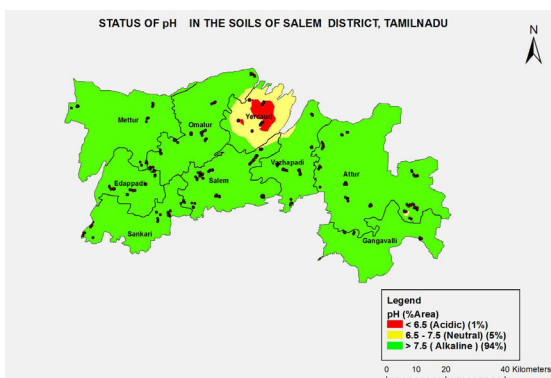 STATUS OF pH IN THE SOILS OF SALEM DISTRICT, TAMILNADU
N
Mettur
Omalur
Yercaud
Vazhapadi
Attur
Edappadi
Salem
Sankari
Gangavalli
Legend
pH (%Area)
< 6.5 (Acidic) (1%)
6.5 - 7.5 (Neutral) (5%)
> 7.5 ( Alkaline) (94%)
0 10 20 40 Kilometers